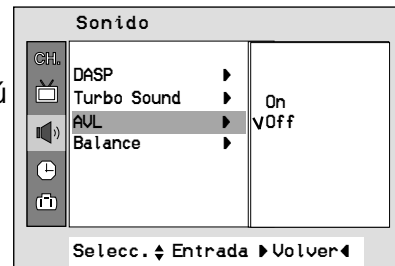 Sonido
CH.
ú
DASP
Turbo Sound
AVL
Balance
On
Off
Selecc. Entrada Volver